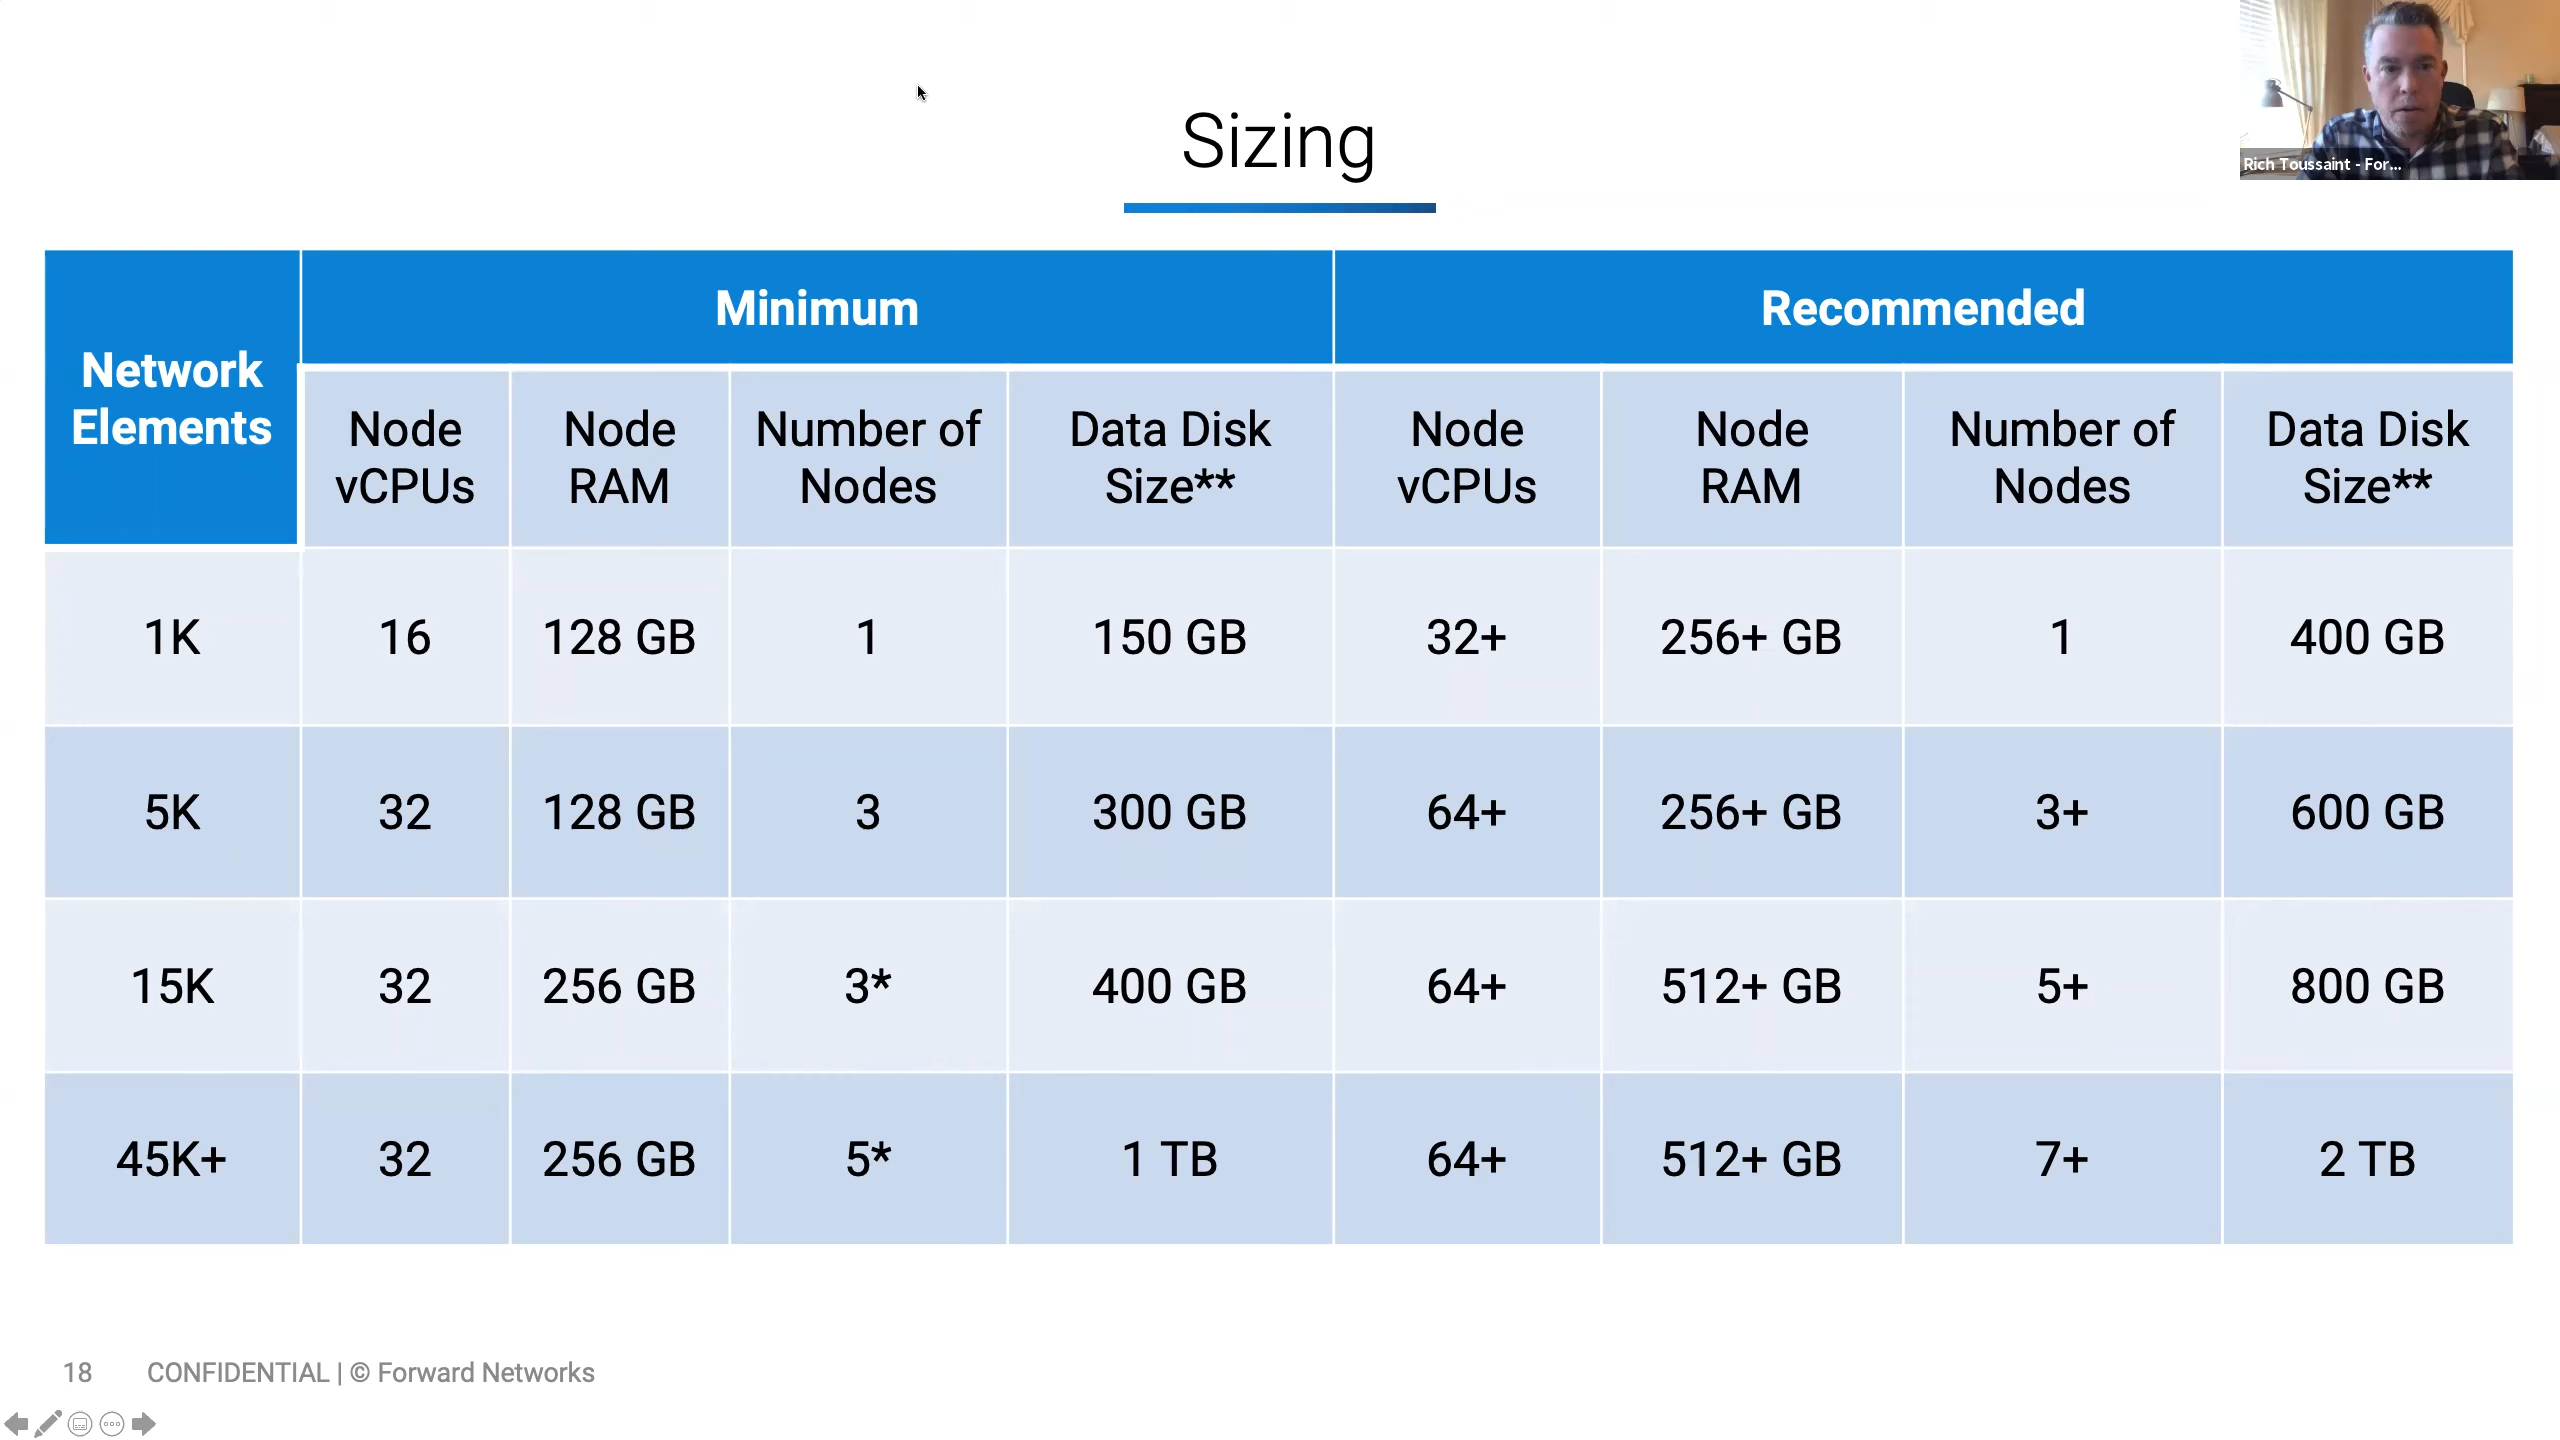 Rich Toussaint - For...
Sizing
Network
Elements
Minimum
Recommended
Node
vCPUs
Node
RAM
Number of
Nodes
Data Disk
Size**
Node
vCPUs
Node
RAM
Number of
Nodes
Data Disk
Size**
1K 16 128 GB 1 150 GB 32+ 256+ GB 1 400 GB
5K 32 128 GB 3 300 GB 64+ 256+ GB 3+ 600 GB
15K 32 256 GB 3* 400 GB 64+ 512+ GB 5+ 800 GB
45K+ 32 256 GB 5* 1 TB 64+ 512+ GB 7+ 2 TB
18 CONFIDENTIAL | © Forward Networks